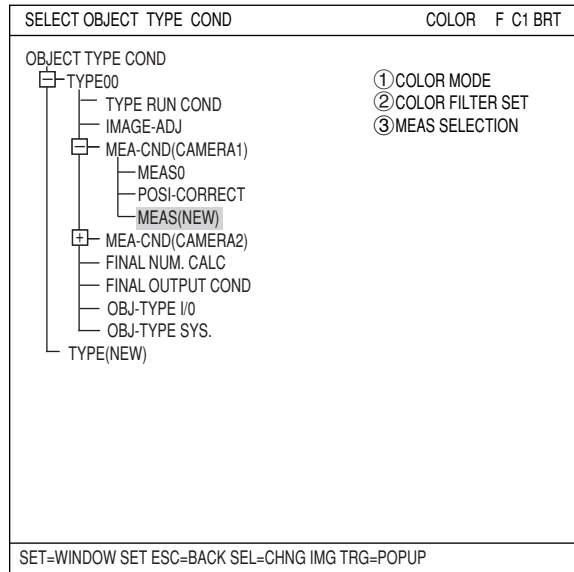 SELECT OBJECT TYPE COND COLOR F C1 BRT
OBJECT TYPE COND
TYPE00
TYPE RUN COND
IMAGE-ADJ
MEA-CND(CAMERA1)
MEAS0
POSI-CORRECT
MEAS(NEW)
MEA-CND(CAMERA2)
FINAL NUM. CALC
FINAL OUTPUT COND
OBJ-TYPE I/0
OBJ-TYPE SYS.
TYPE(NEW)
①COLOR MODE
②COLOR FILTER SET
③MEAS SELECTION
SET=WINDOW SET ESC=BACK SEL=CHNG IMG TRG=POPUP